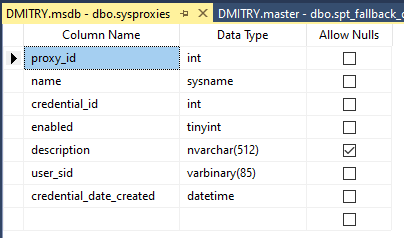 DMITRY.msdb - dbo.sysproxies DMITRY.master - dbo.spt_fallback_
Column Name Data Type Allow Nulls
proxy_id int
name sysname
credential_id int
enabled tinyint
description nvarchar(512)
user_sid varbinary(85)
credential_date_created datetime